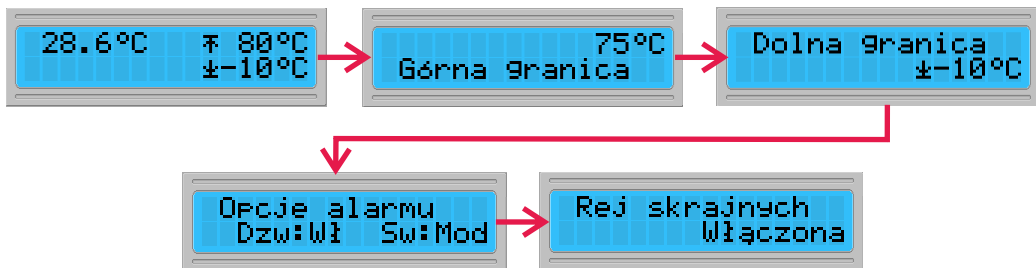 28.6°C ⤒ 80°C
⤓-10°C
75°C
Górna granica
Dolna granica
⤓-10°C
Opcje alarmu
Dzw:Wł Sw:Mod
Rej skrajnych
Włączona